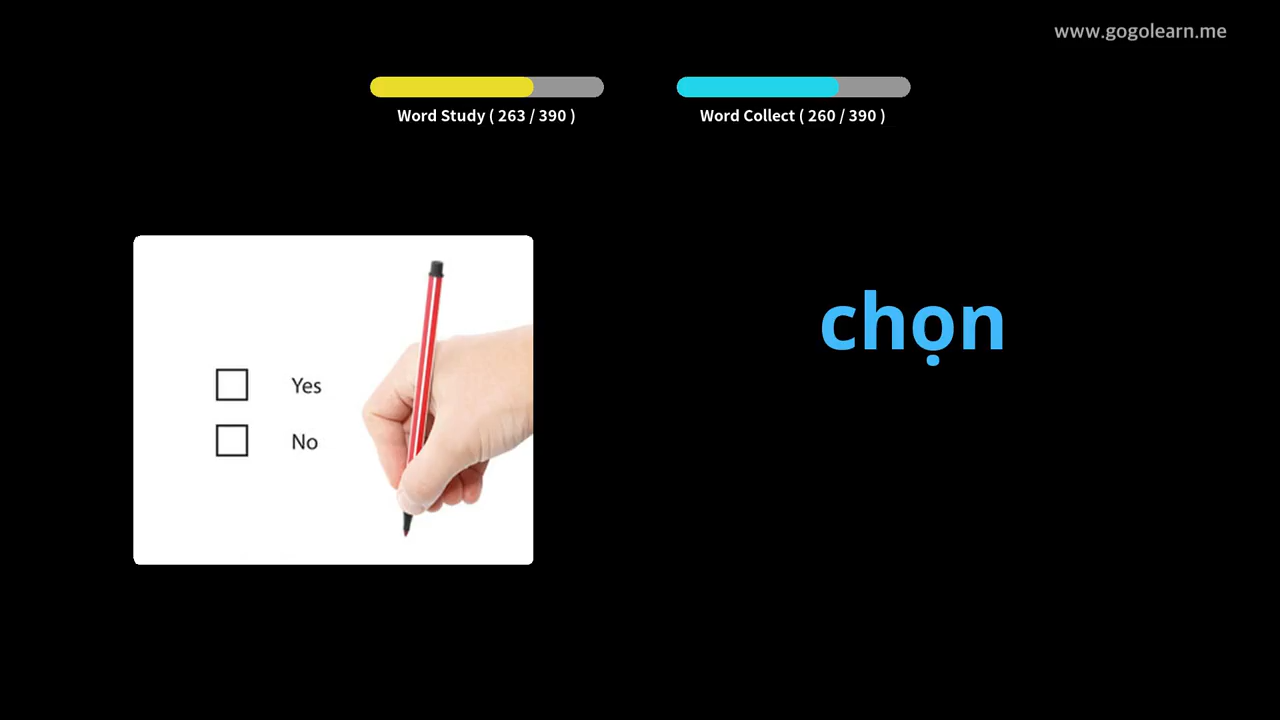 www.gogolearn.me
Word Study ( 263 / 390 )
Word Collect ( 260 / 390 )
chọn
Yes
No